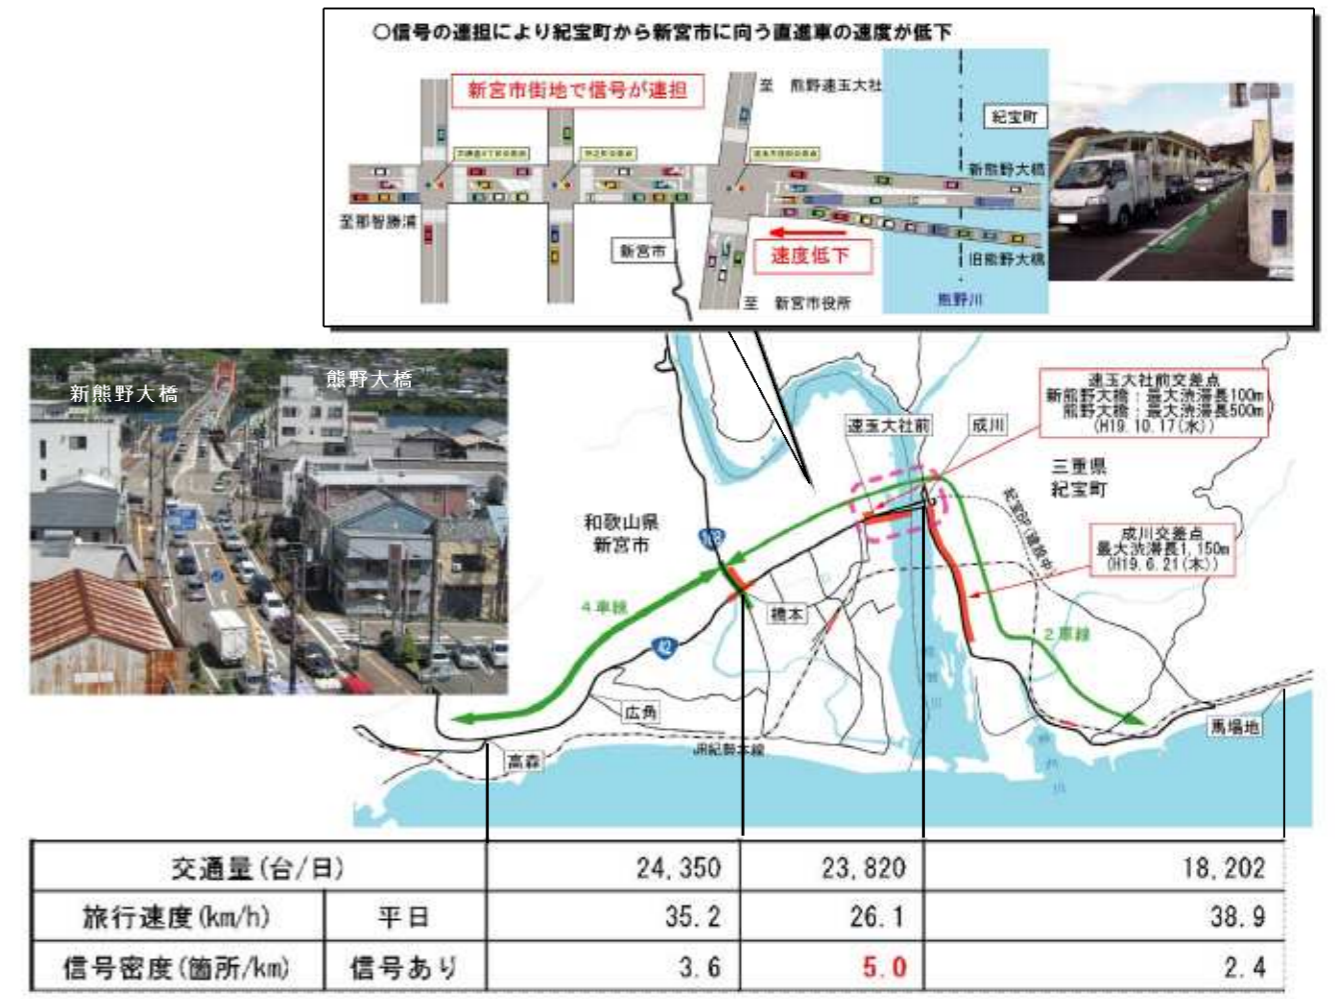 ○信号の連担により紀宝町から新宮市に向う直進車の速度が低下
新宮市街地で信号が連担
至 熊野速玉大社
紀宝町
新熊野大橋
至那智勝浦
新宮市
速度低下
旧熊野大橋
至 新宮市役所
熊野川
新熊野大橋
熊野大橋
速玉大社前交差点
新熊野大橋:最大渋滞長100m
熊野大橋:最大渋滞長500m
(H19.10.17(水))
速玉大社前
成川
三重県
紀宝町
和歌山県
新宮市
168
成川交差点
最大渋滞長1,150m
(H19.6.21(木))
4車線
橋本
2車線
42
広角
馬場地
JR紀勢本線
高森
交通量(台/日) 24,350 23,820 18,202
旅行速度(km/h) 平日 35.2 26.1 38.9
信号密度(箇所/km) 信号あり 3.6 5.0 2.4